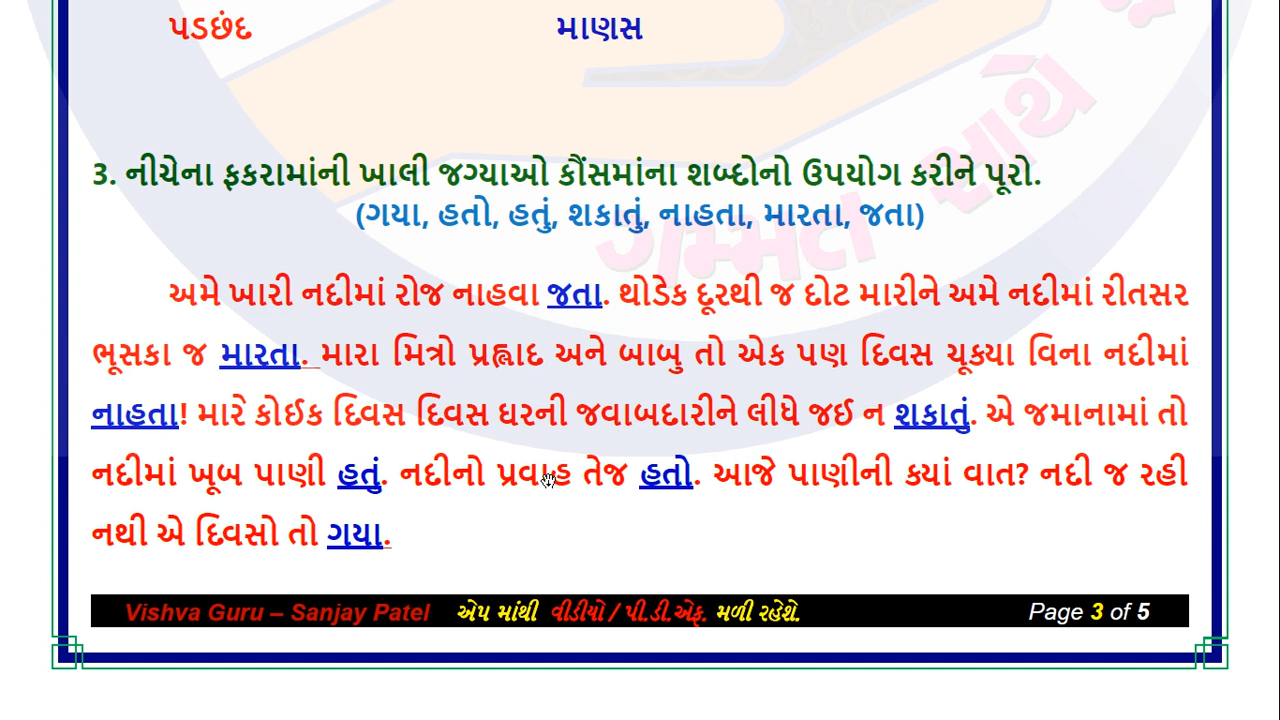 પડછંદ માણસ
3. નીચેના ફકરામાંની ખાલી જગ્યાઓ કૌંસમાંના શબ્દોનો ઉપયોગ કરીને પૂરો.
(ગયા, હતો, હતું, શકાતું, નાહતા, મારતા, જતા)
અમે ખારી નદીમાં રોજ નાહવા જતા. થોડેક દૂરથી જ દોટ મારીને અમે નદીમાં રીતસર
ભૂસકા જ મારતા. મારા મિત્રો પ્રહ્લાદ અને બાબુ તો એક પણ દિવસ ચૂક્યા વિના નદીમાં
નાહતા! મારે કોઈક દિવસ દિવસ ઘરની જવાબદારીને લીધે જઈ ન શકાતું. એ જમાનામાં તો
નદીમાં ખૂબ પાણી હતું. નદીનો પ્રવાહ તેજ હતો. આજે પાણીની ક્યાં વાત? નદી જ રહી
નથી એ દિવસો તો ગયા.
ગમ્મત સાથે
Vishva Guru – Sanjay Patel એપ માંથી વીડીયો / પી.ડી.એફ. મળી રહેશે. Page 3 of 5